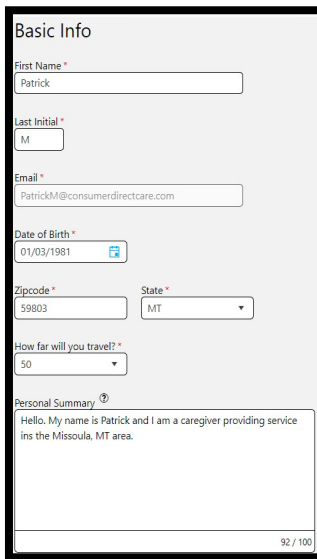 Basic Info
First Name *
Patrick
Last Initial *
M
Email *
PatrickM@consumerdirectcare.com
Date of Birth *
01/03/1981
Zipcode * State *
59803 MT
How far will you travel? *
50
Personal Summary ?
Hello. My name is Patrick and I am a caregiver providing service
ins the Missoula, MT area.
92 / 100